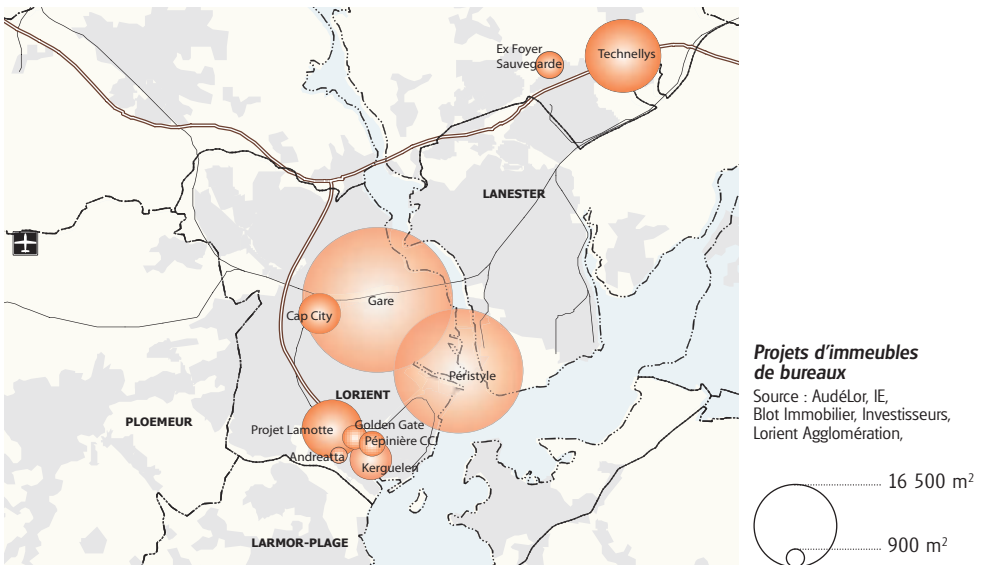 Ex Foyer
Sauvegarde
Technellys
LANESTER
Gare
Cap City
Péristyle
LORIENT
PLOEMEUR
Projet Lamotte
Golden Gate
Pépinière CCI
Andreatta
Kerguelen
LARMOR-PLAGE
Projets d'immeubles
de bureaux
Source : AudéLor, IE,
Blot Immobilier, Investisseurs,
Lorient Agglomération,
16 500 m²
900 m²